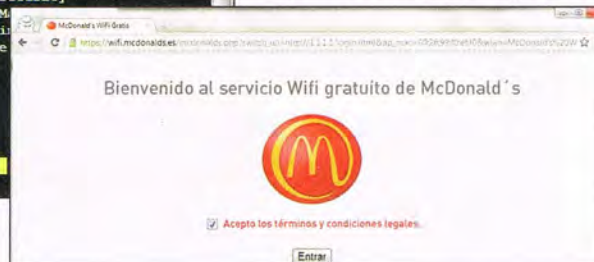 McDonald's Wifi Gratis
https://wifi.mcdonalds.es
Bienvenido al servicio Wifi gratuíto de McDonald´s
M
Acepto los términos y condiciones legales.
Entrar